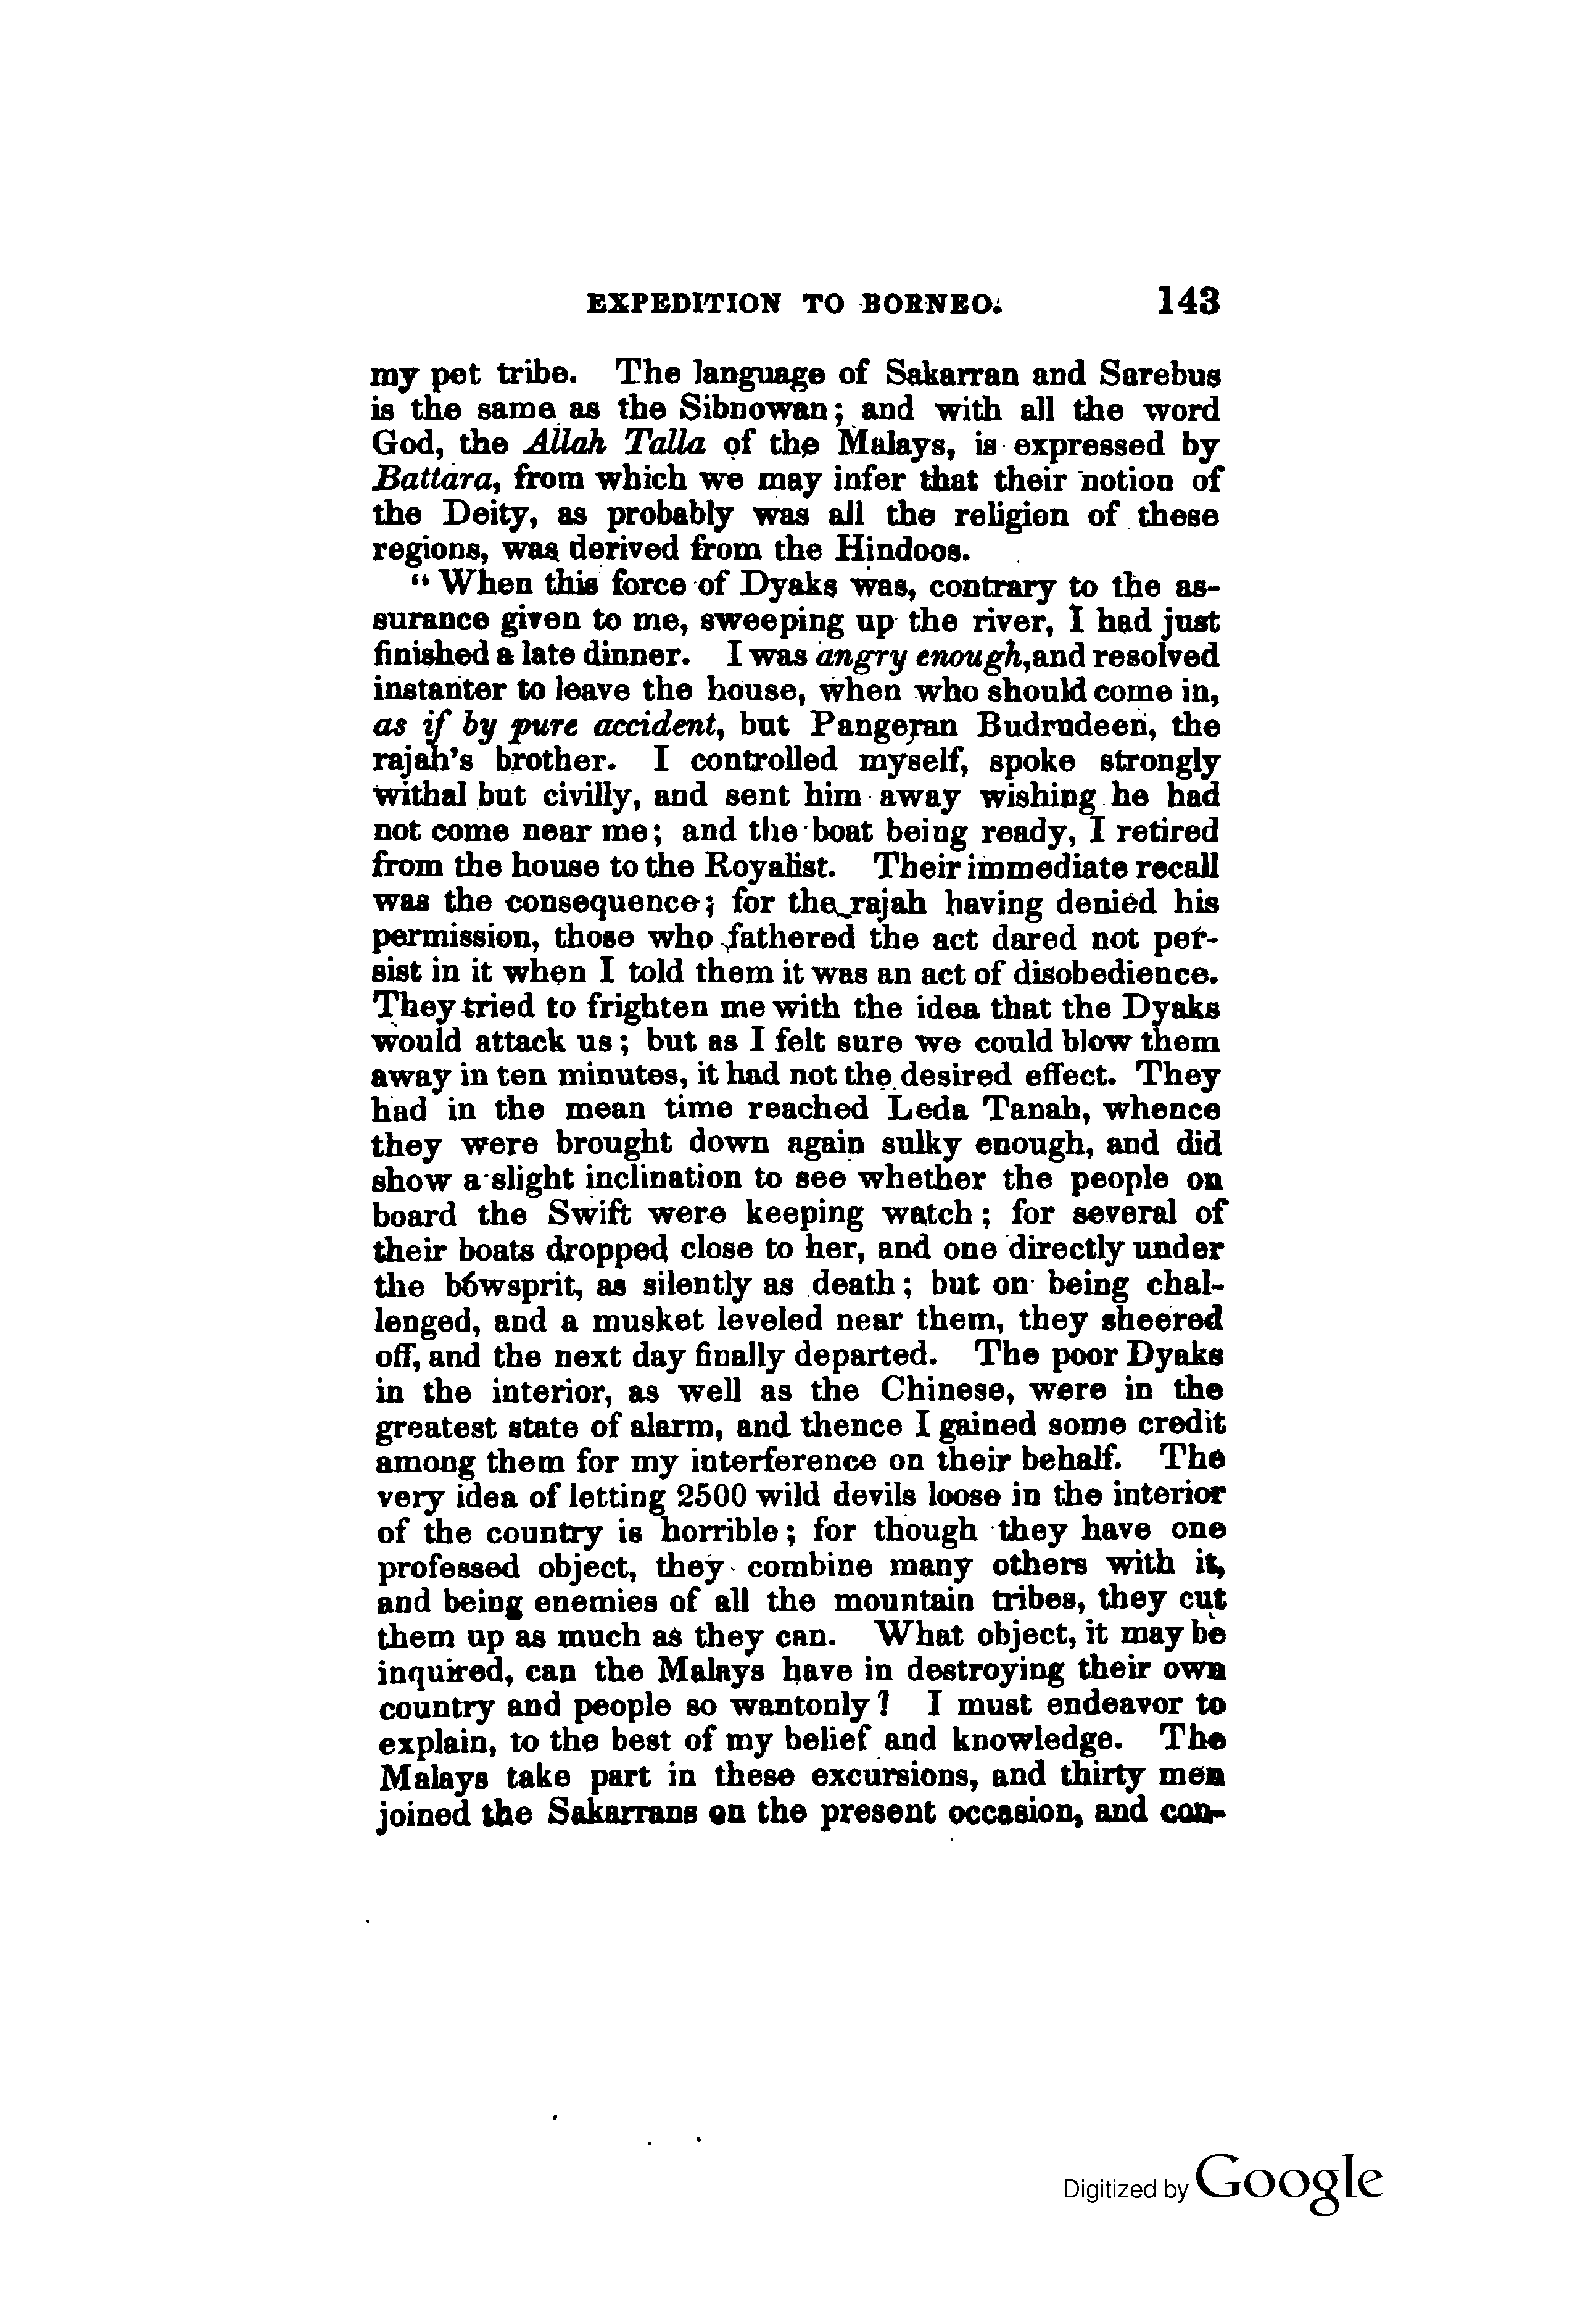 EXPEDITION TO BORNEO. 143
my pet tribe. The language of Sakarran and Sarebus
is the same as the Sibnowan; and with all the word
God, the Allah Talla of the Malays, is expressed by
Battara, from which we may infer that their notion of
the Deity, as probably was all the religion of these
regions, was derived from the Hindoos.
“When this force of Dyaks was, contrary to the as-
surance given to me, sweeping up the river, I had just
finished a late dinner. I was angry enough, and resolved
instanter to leave the house, when who should come in,
as if by pure accident, but Pangeran Budrudeen, the
rajah's brother. I controlled myself, spoke strongly
withal but civilly, and sent him away wishing he had
not come near me; and the boat being ready, I retired
from the house to the Royalist. Their immediate recall
was the consequence; for the rajah having denied his
permission, those who fathered the act dared not per-
sist in it when I told them it was an act of disobedience.
They tried to frighten me with the idea that the Dyaks
would attack us; but as I felt sure we could blow them
away in ten minutes, it had not the desired effect. They
had in the mean time reached Leda Tanah, whence
they were brought down again sulky enough, and did
show a slight inclination to see whether the people on
board the Swift were keeping watch; for several of
their boats dropped close to her, and one directly under
the bowsprit, as silently as death; but on being chal-
lenged, and a musket leveled near them, they sheered
off, and the next day finally departed. The poor Dyaks
in the interior, as well as the Chinese, were in the
greatest state of alarm, and thence I gained some credit
among them for my interference on their behalf. The
very idea of letting 2500 wild devils loose in the interior
of the country is horrible; for though they have one
professed object, they combine many others with it,
and being enemies of all the mountain tribes, they cut
them up as much as they can. What object, it may be
inquired, can the Malays have in destroying their own
country and people so wantonly? I must endeavor to
explain, to the best of my belief and knowledge. The
Malays take part in these excursions, and thirty men
joined the Sakarrans on the present occasion, and con-
Digitized by Google